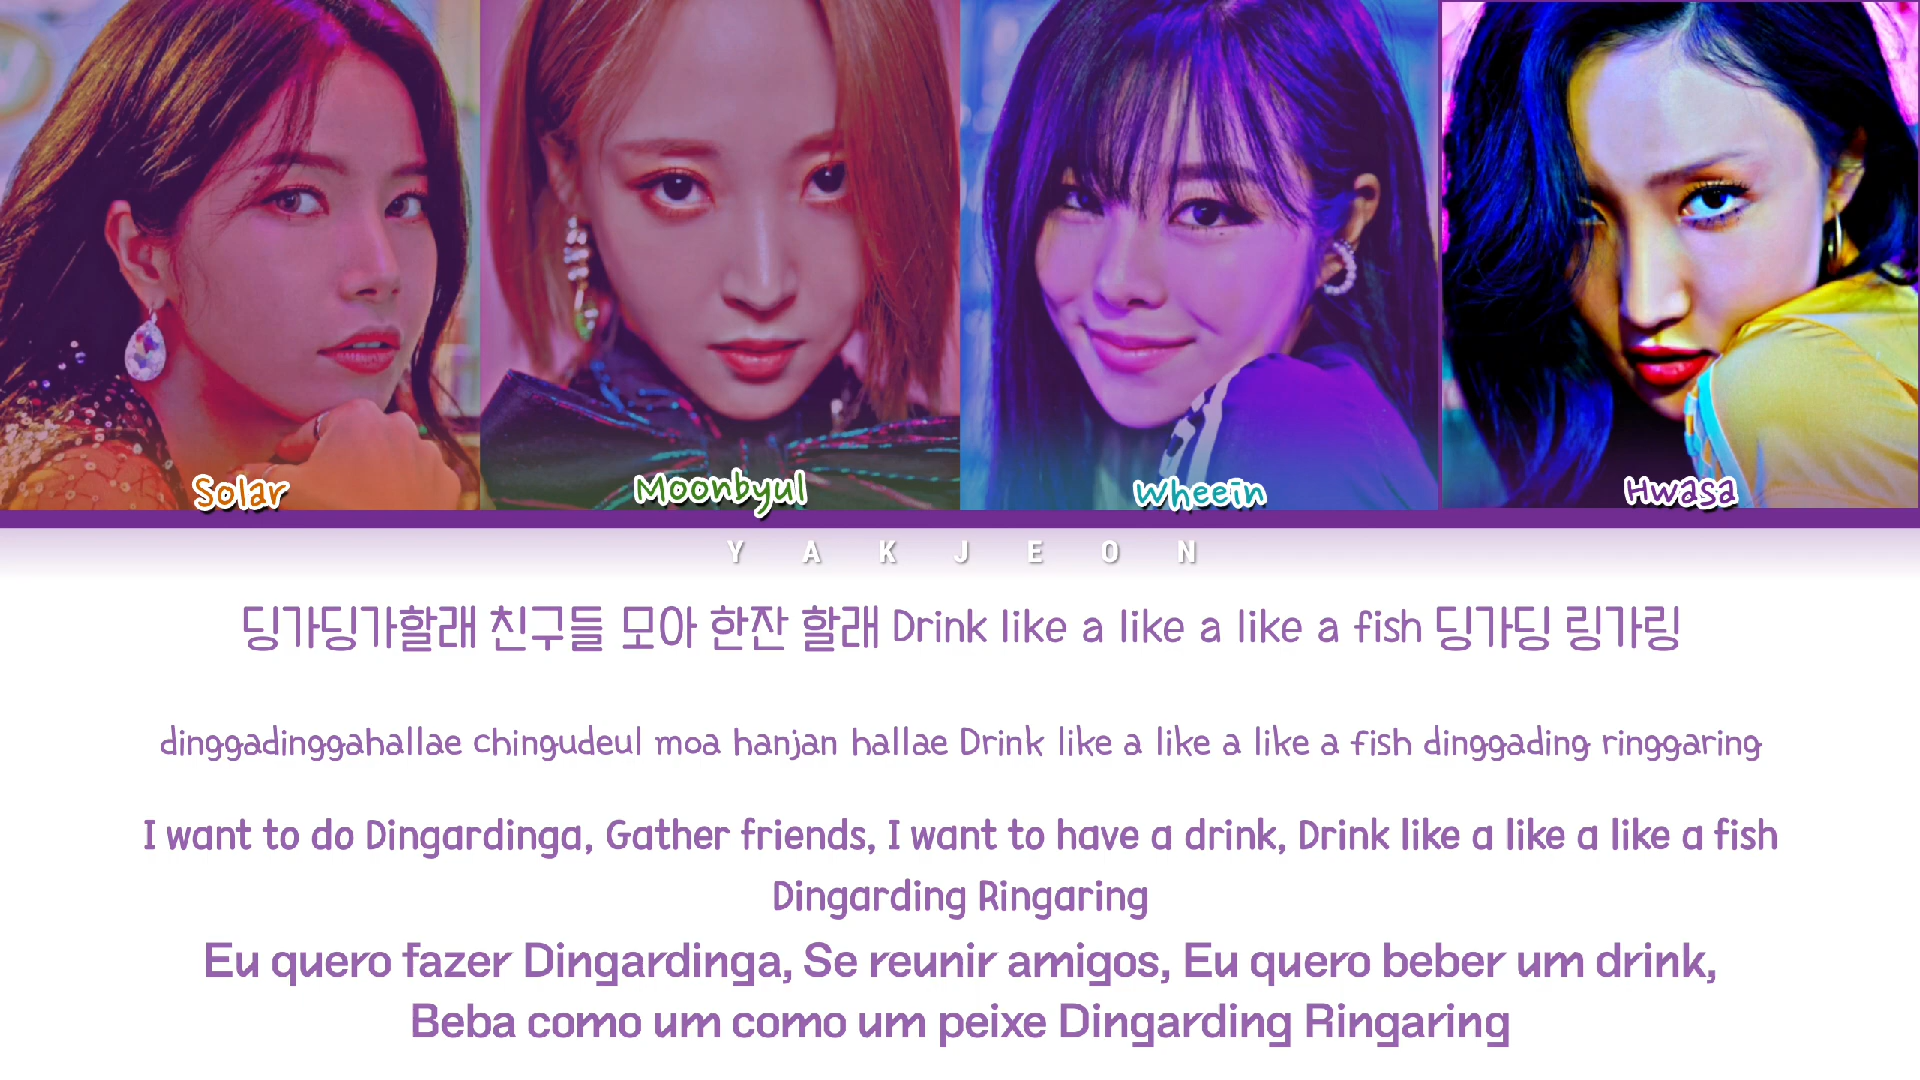 Solar
Moonbyul
Wheein
Hwasa
YAKJEON
딩가딩가할래 친구들 모아 한잔 할래 Drink like a like a like a fish 딩가딩 링가링
dinggadinggahallae chingudeul moa hanjan hallae Drink like a like a like a fish dinggading ringgaring
I want to do Dingardinga, Gather friends, I want to have a drink, Drink like a like a like a fish
Dingarding Ringaring
Eu quero fazer Dingardinga, Se reunir amigos, Eu quero beber um drink,
Beba como um como um peixe Dingarding Ringaring